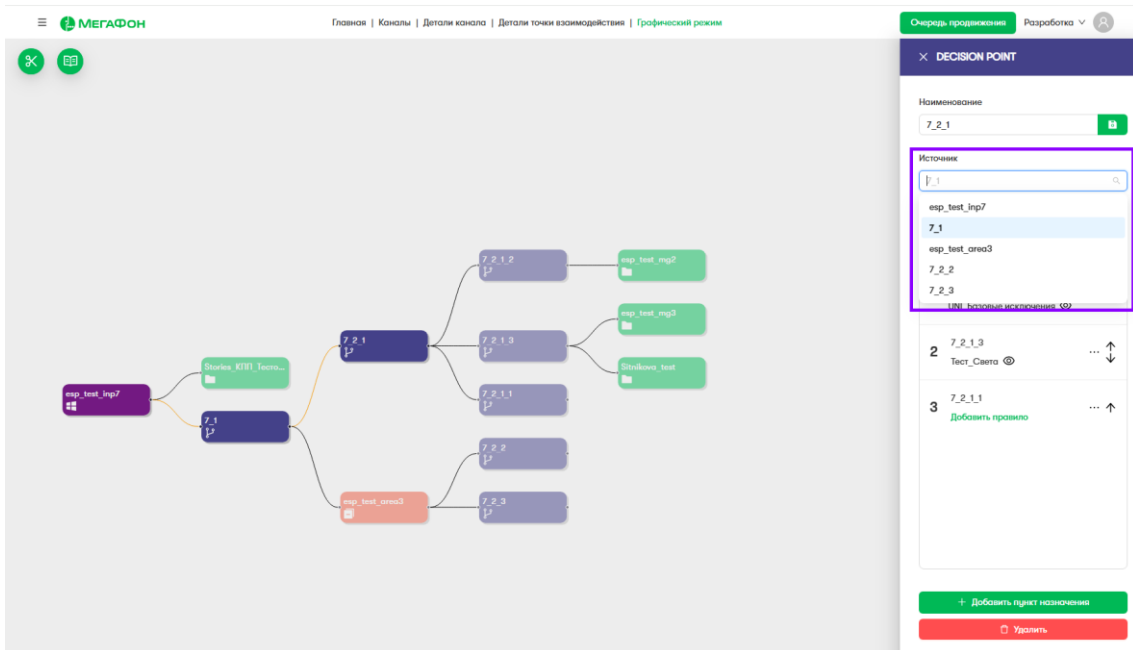 МЕГАФОН
Главная | Каналы | Детали канала | Детали точки взаимодействия | Графический режим
Очередь продвижения
Разработка
DECISION POINT
Наименование
7_2_1
Источник
7_1
esp_test_inp7
7_1
esp_test_area3
7_2_2
7_2_3
UNI_Базовые исключения
2
7_2_1_3
Тест_Света
3
7_2_1_1
Добавить правило
+ Добавить пункт назначения
Удалить
esp_test_inp7
Stories_КПП_Тесто...
7_1
7_2_1
esp_test_area3
7_2_1_2
7_2_1_3
7_2_1_1
7_2_2
7_2_3
esp_test_mg2
esp_test_mg3
Sitnikova_test